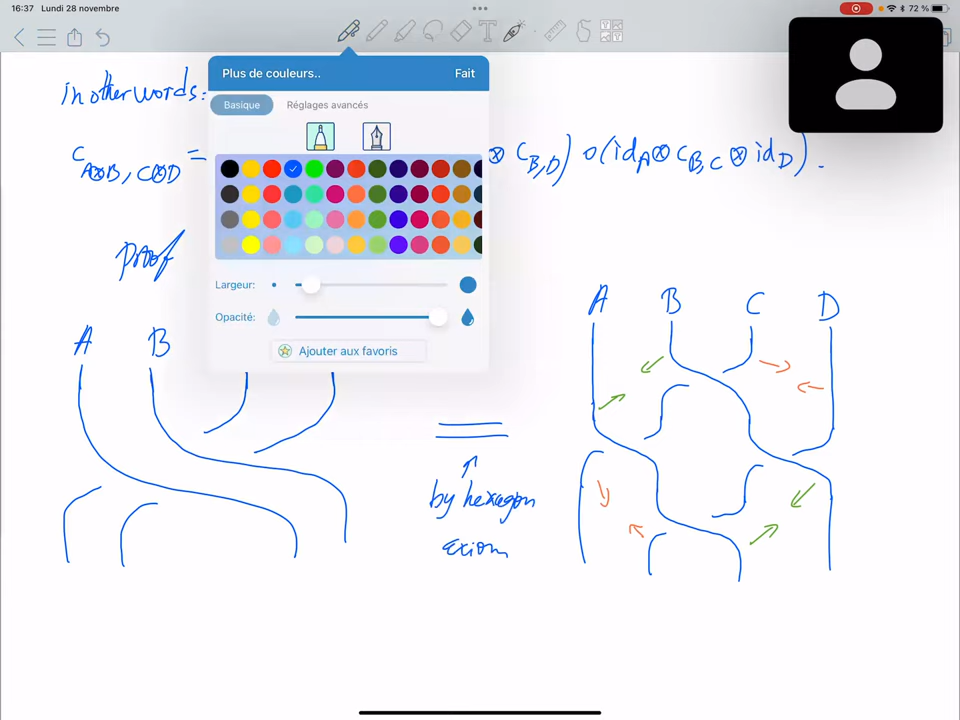 16:37 Lundi 28 novembre
72 %
Plus de couleurs.. Fait
Basique Réglages avancés
Largeur:
Opacité:
Ajouter aux favoris
In other words:
c_{A⊗B, C⊗D} = ⊗ c_{B,D}) o (id_A ⊗ c_{B,C} ⊗ id_D).
Proof
A B C D
A B
by hexagon
axiom